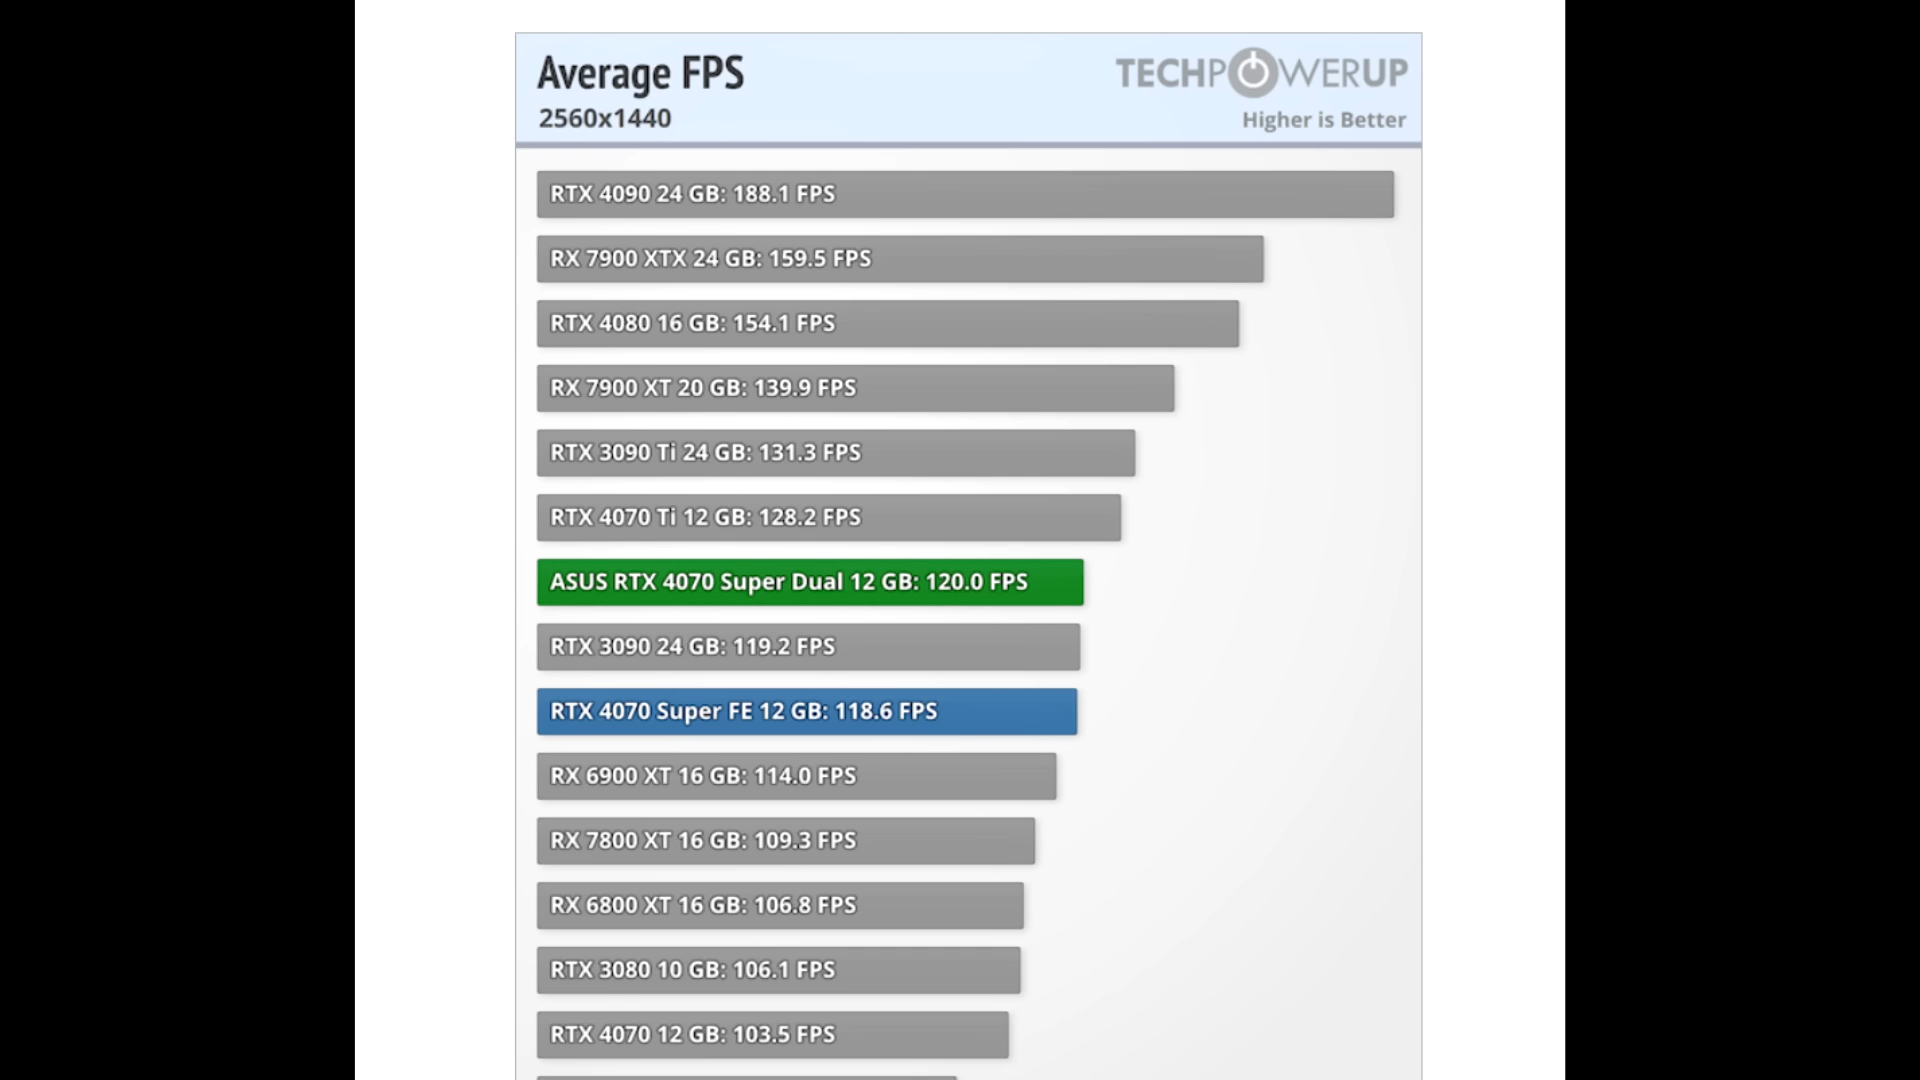 Average FPS
TECHPOWERUP
2560x1440
Higher is Better
RTX 4090 24 GB: 188.1 FPS
RX 7900 XTX 24 GB: 159.5 FPS
RTX 4080 16 GB: 154.1 FPS
RX 7900 XT 20 GB: 139.9 FPS
RTX 3090 Ti 24 GB: 131.3 FPS
RTX 4070 Ti 12 GB: 128.2 FPS
ASUS RTX 4070 Super Dual 12 GB: 120.0 FPS
RTX 3090 24 GB: 119.2 FPS
RTX 4070 Super FE 12 GB: 118.6 FPS
RX 6900 XT 16 GB: 114.0 FPS
RX 7800 XT 16 GB: 109.3 FPS
RX 6800 XT 16 GB: 106.8 FPS
RTX 3080 10 GB: 106.1 FPS
RTX 4070 12 GB: 103.5 FPS